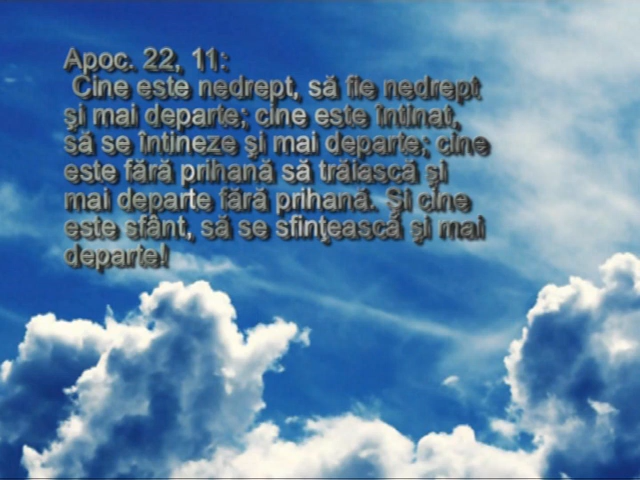 Apoc. 22, 11:
Cine este nedrept, să fie nedrept
şi mai departe; cine este întinat,
să se întineze şi mai departe; cine
este fără prihană să trăiască şi
mai departe fără prihană. Şi cine
este sfânt, să se sfinţească şi mai
departe!